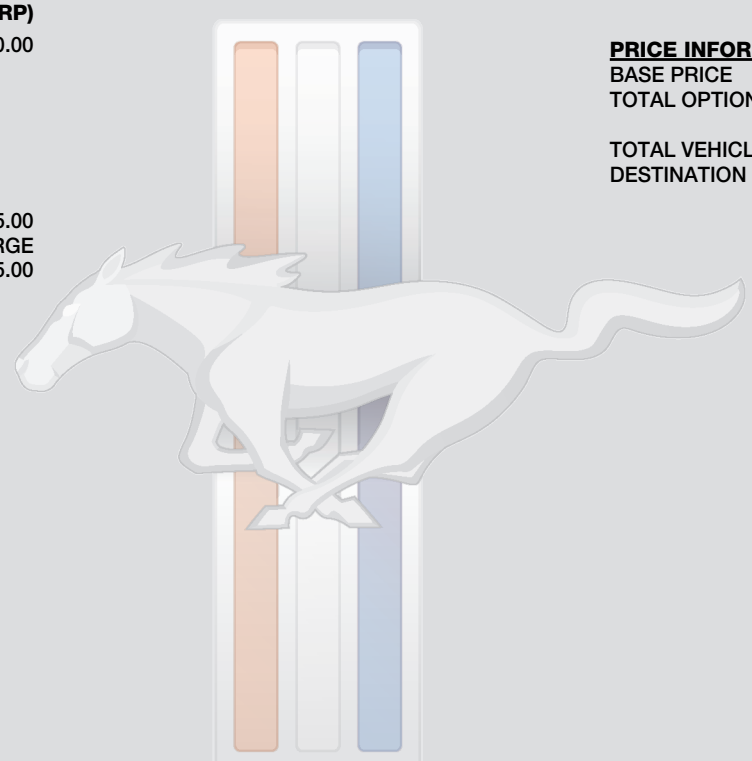 RP)
0.00
5.00
RGE
5.00
PRICE INFOR
BASE PRICE
TOTAL OPTION
TOTAL VEHICL
DESTINATION